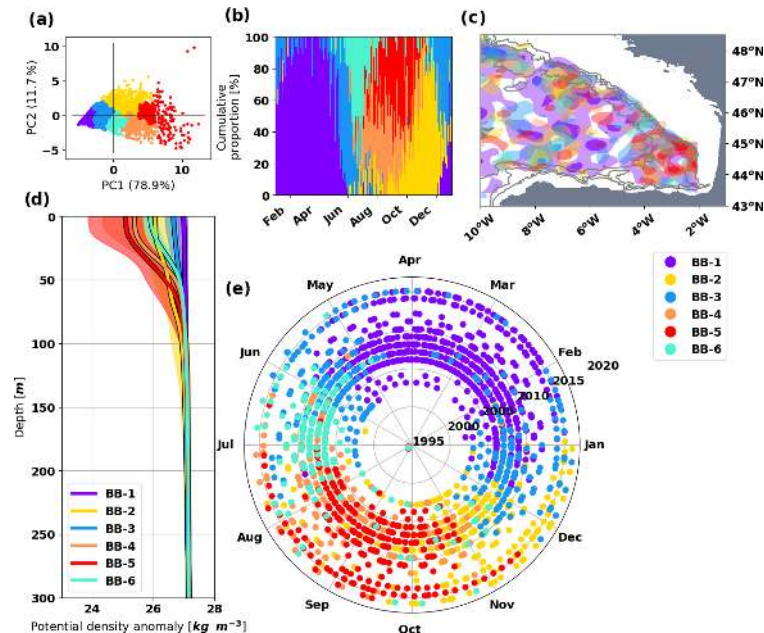 (a)
PC2 (11.7%)
10
5
0
-5
0
10
PC1 (78.9%)
(b)
Cumulative
proportion [%]
100
80
60
40
20
0
Feb
Apr
Jun
Aug
Oct
Dec
(c)
48°N
47°N
46°N
45°N
44°N
43°N
10°W
8°W
6°W
4°W
2°W
BB-1
BB-2
BB-3
BB-4
BB-5
BB-6
(d)
Depth [m]
0
50
100
150
200
250
300
BB-1
BB-2
BB-3
BB-4
BB-5
BB-6
24
26
28
Potential density anomaly [kg m⁻³]
(e)
Apr
May
Mar
Jun
Feb
2020
2015
2010
2005
2000
1995
Jul
Jan
Aug
Dec
Sep
Nov
Oct